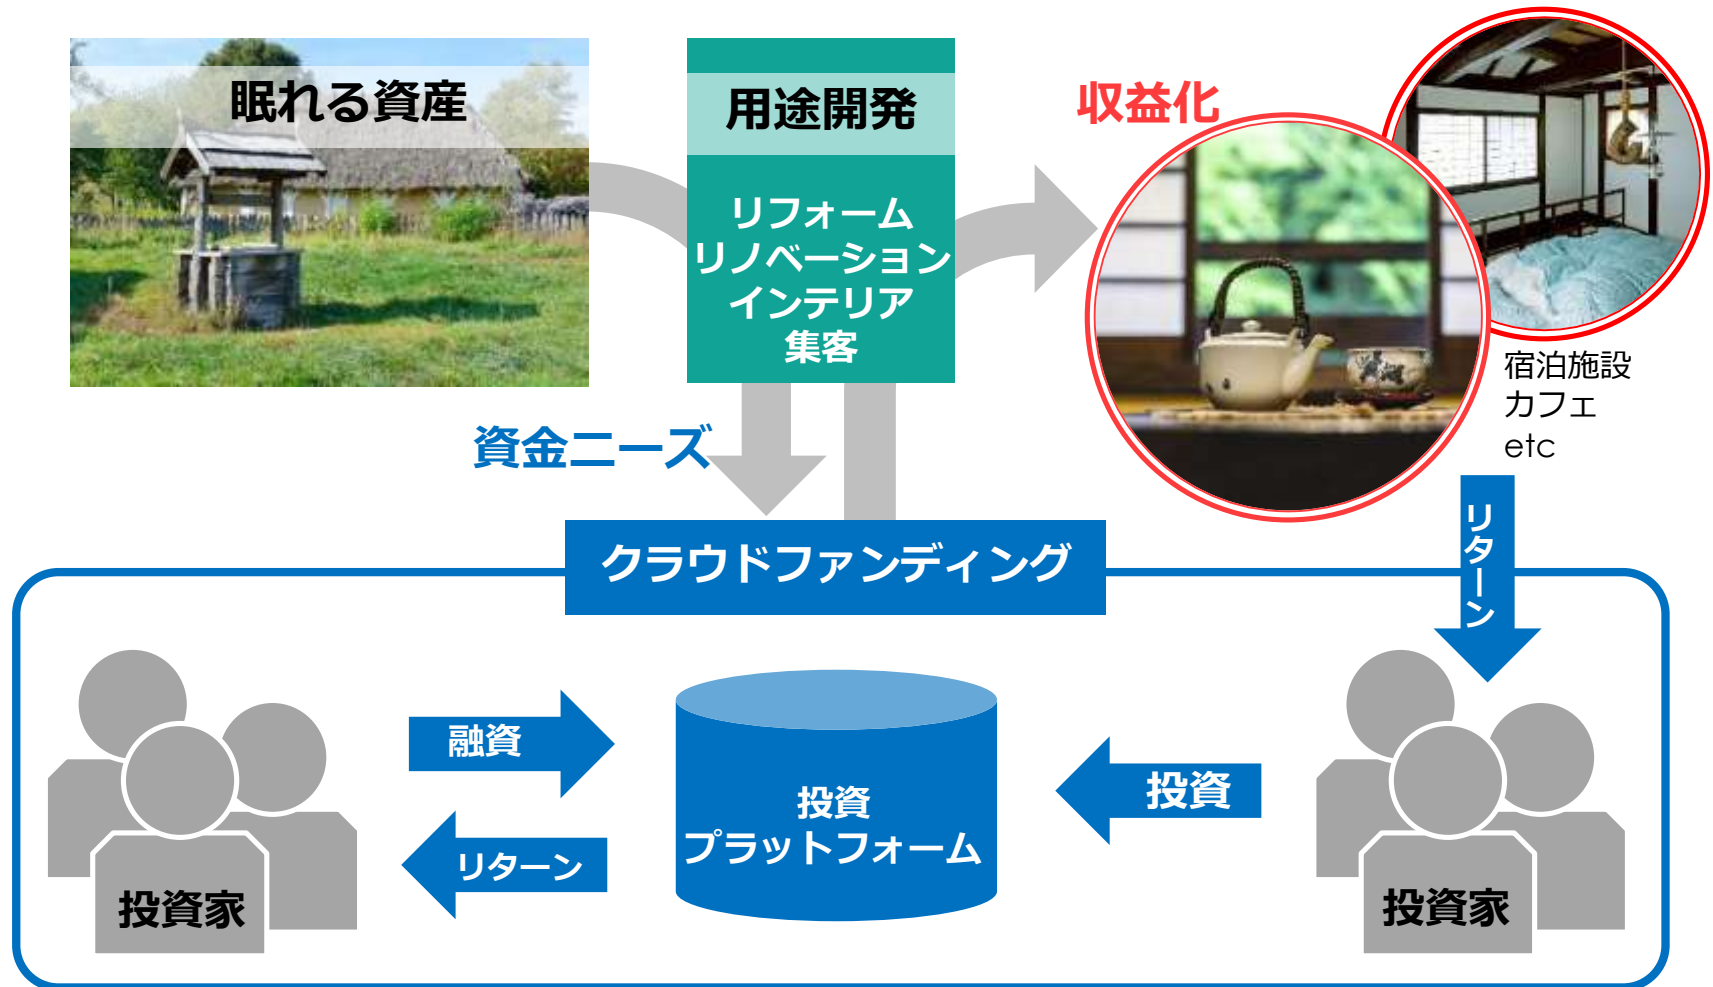 眠れる資産
用途開発
リフォーム
リノベーション
インテリア
集客
収益化
宿泊施設
カフェ
etc
資金ニーズ
リターン
クラウドファンディング
融資
リターン
投資
プラットフォーム
投資
投資家
投資家